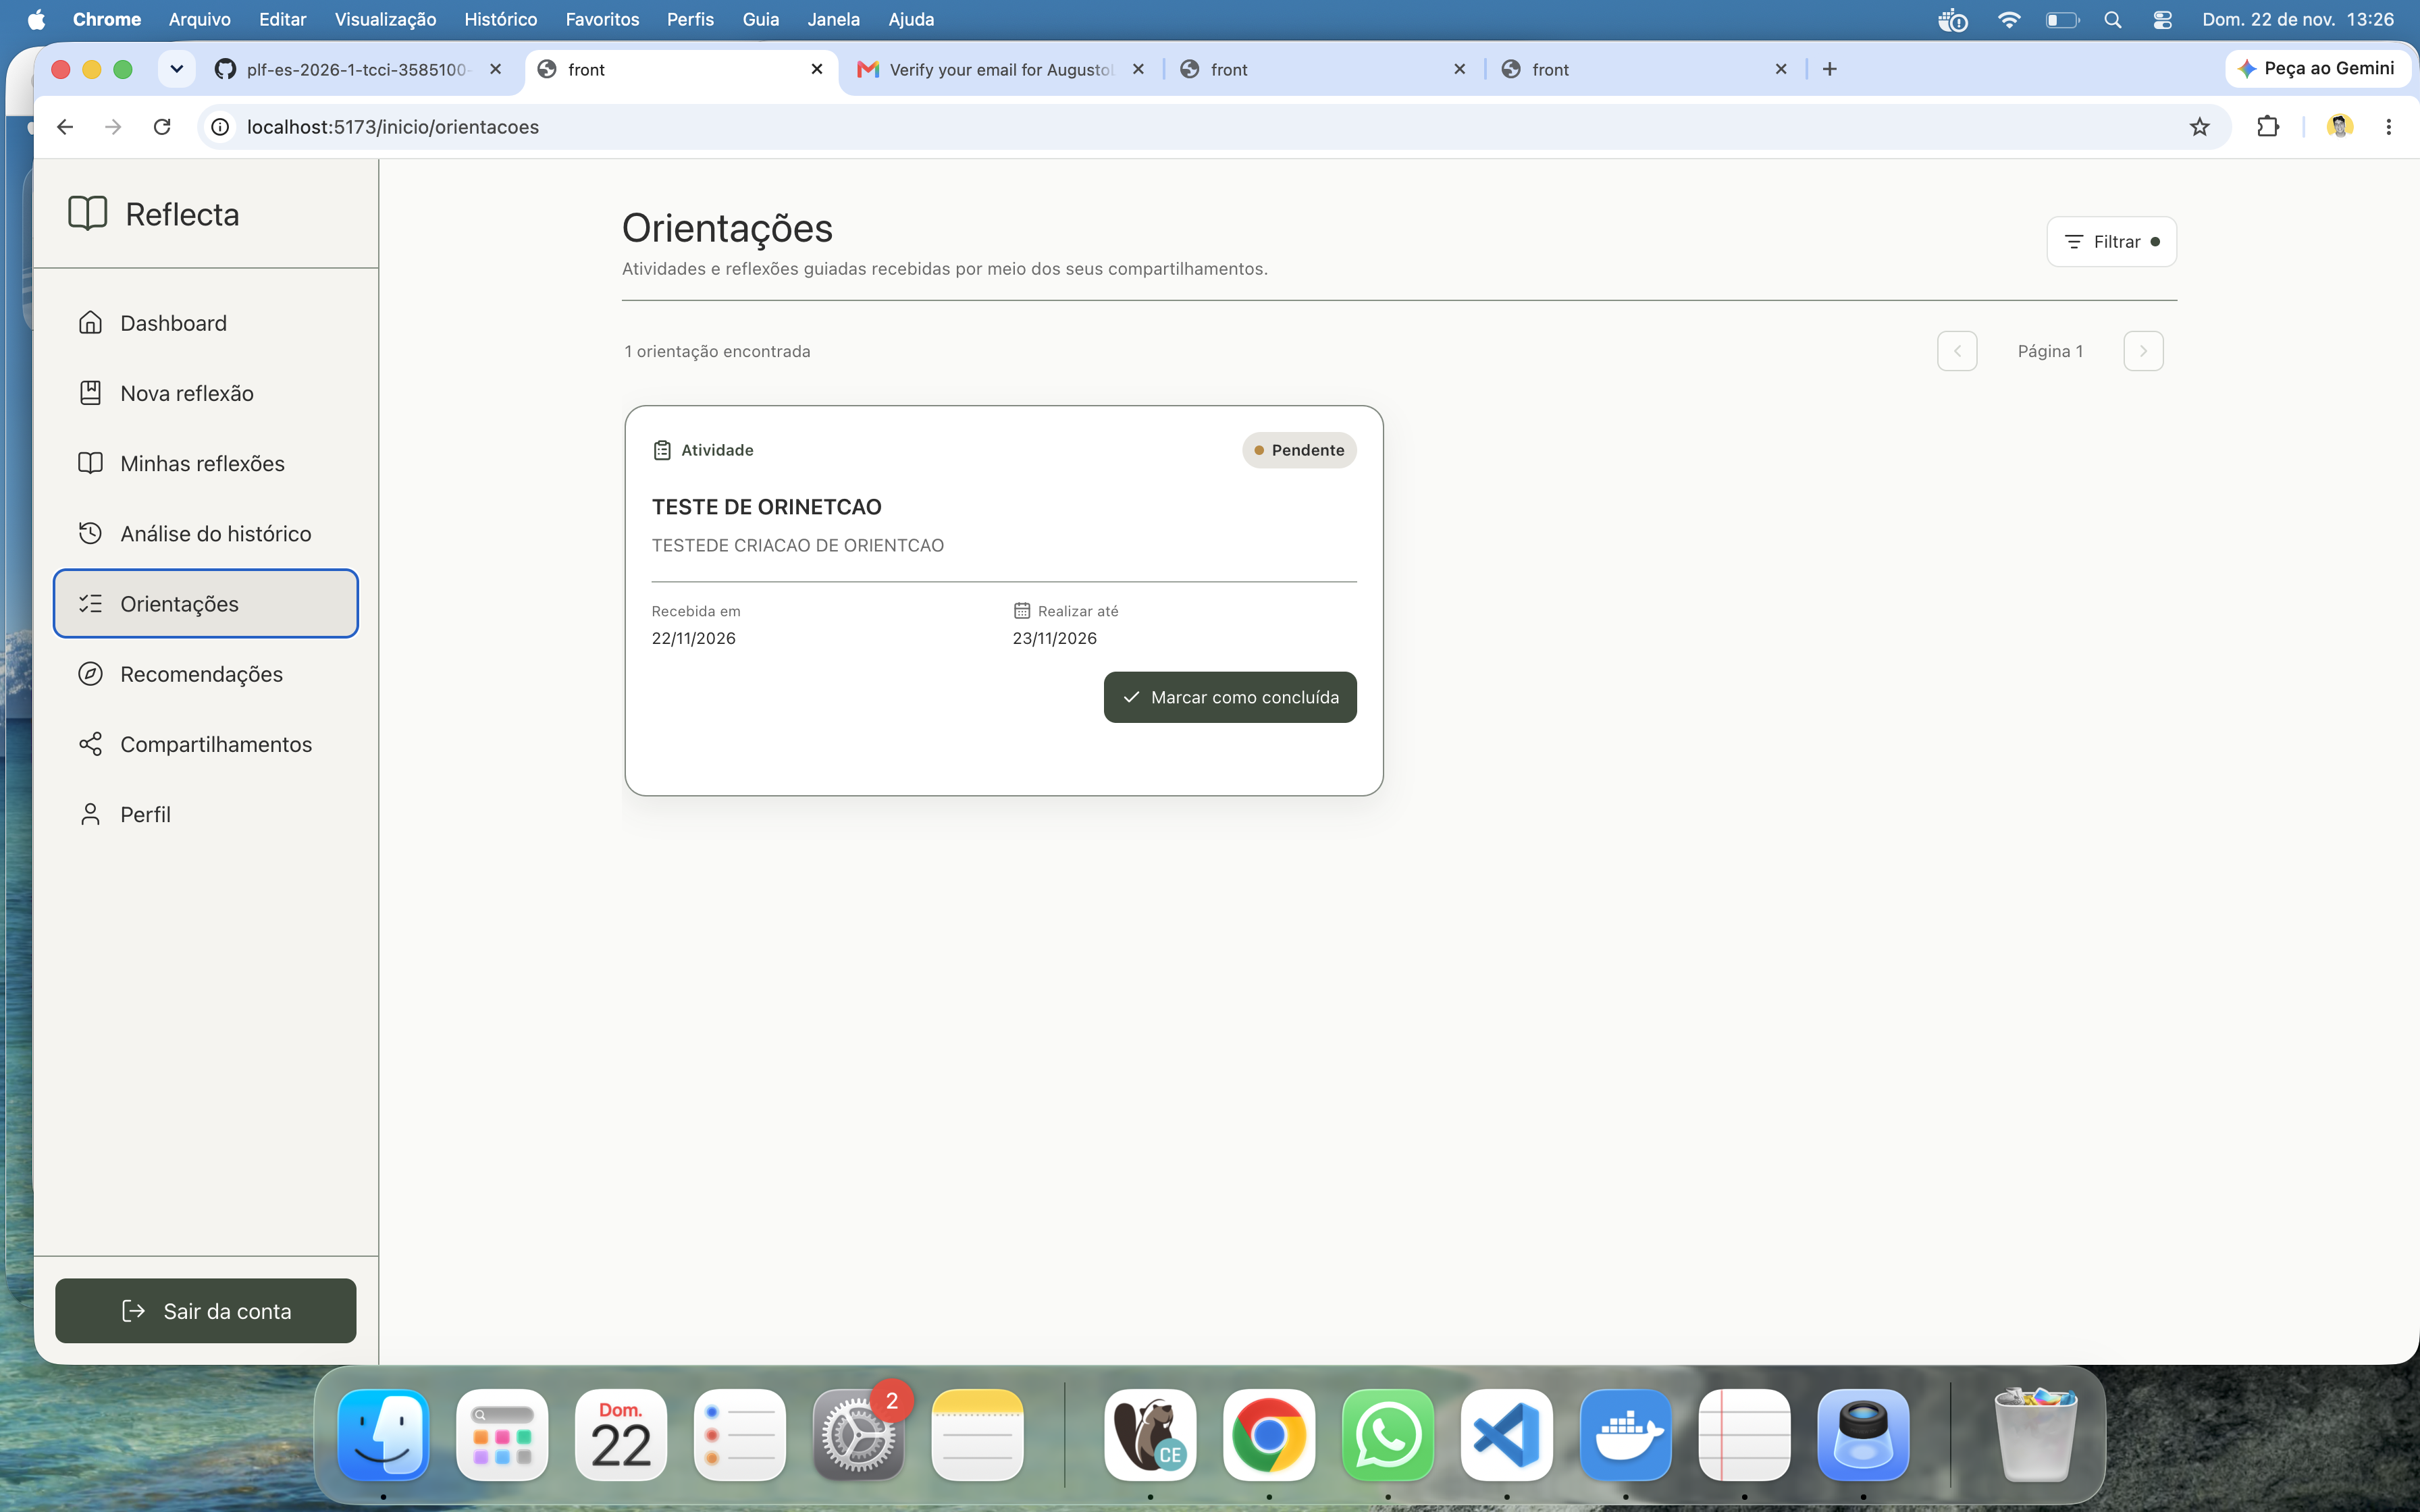 Chrome Arquivo Editar Visualização Histórico Favoritos Perfis Guia Janela Ajuda Dom. 22 de nov. 13:26
plf-es-2026-1-tcci-3585100- front Verify your email for Augusto front front Peça ao Gemini
localhost:5173/inicio/orientacoes
Reflecta
Dashboard
Nova reflexão
Minhas reflexões
Análise do histórico
Orientações
Recomendações
Compartilhamentos
Perfil
Sair da conta
Orientações
Filtrar
Atividades e reflexões guiadas recebidas por meio dos seus compartilhamentos.
1 orientação encontrada
Página 1
Atividade
Pendente
TESTE DE ORINETCAO
TESTEDE CRIACAO DE ORIENTCAO
Recebida em
22/11/2026
Realizar até
23/11/2026
Marcar como concluída
Dom.
22
2
CE